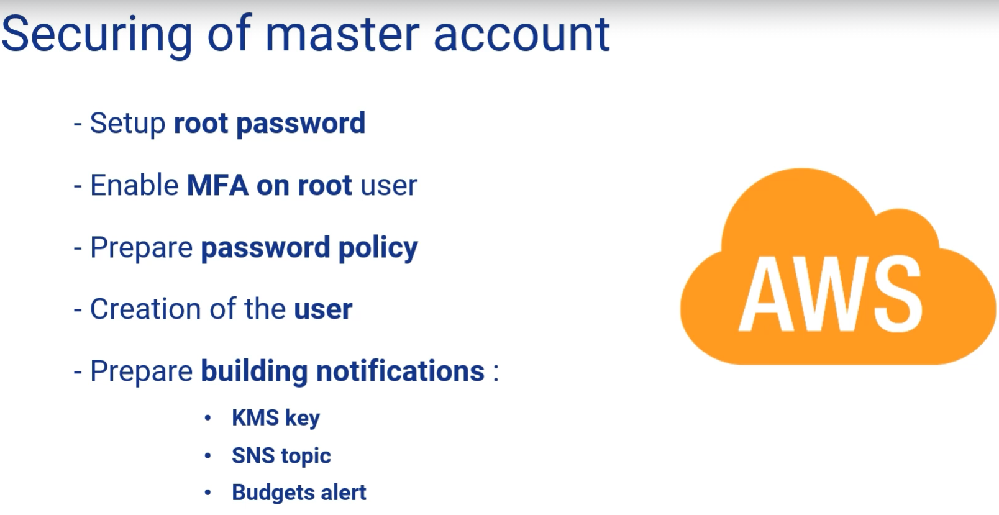 Securing of master account
- Setup root password
- Enable MFA on root user
- Prepare password policy
- Creation of the user
- Prepare building notifications :
• KMS key
• SNS topic
• Budgets alert
AWS